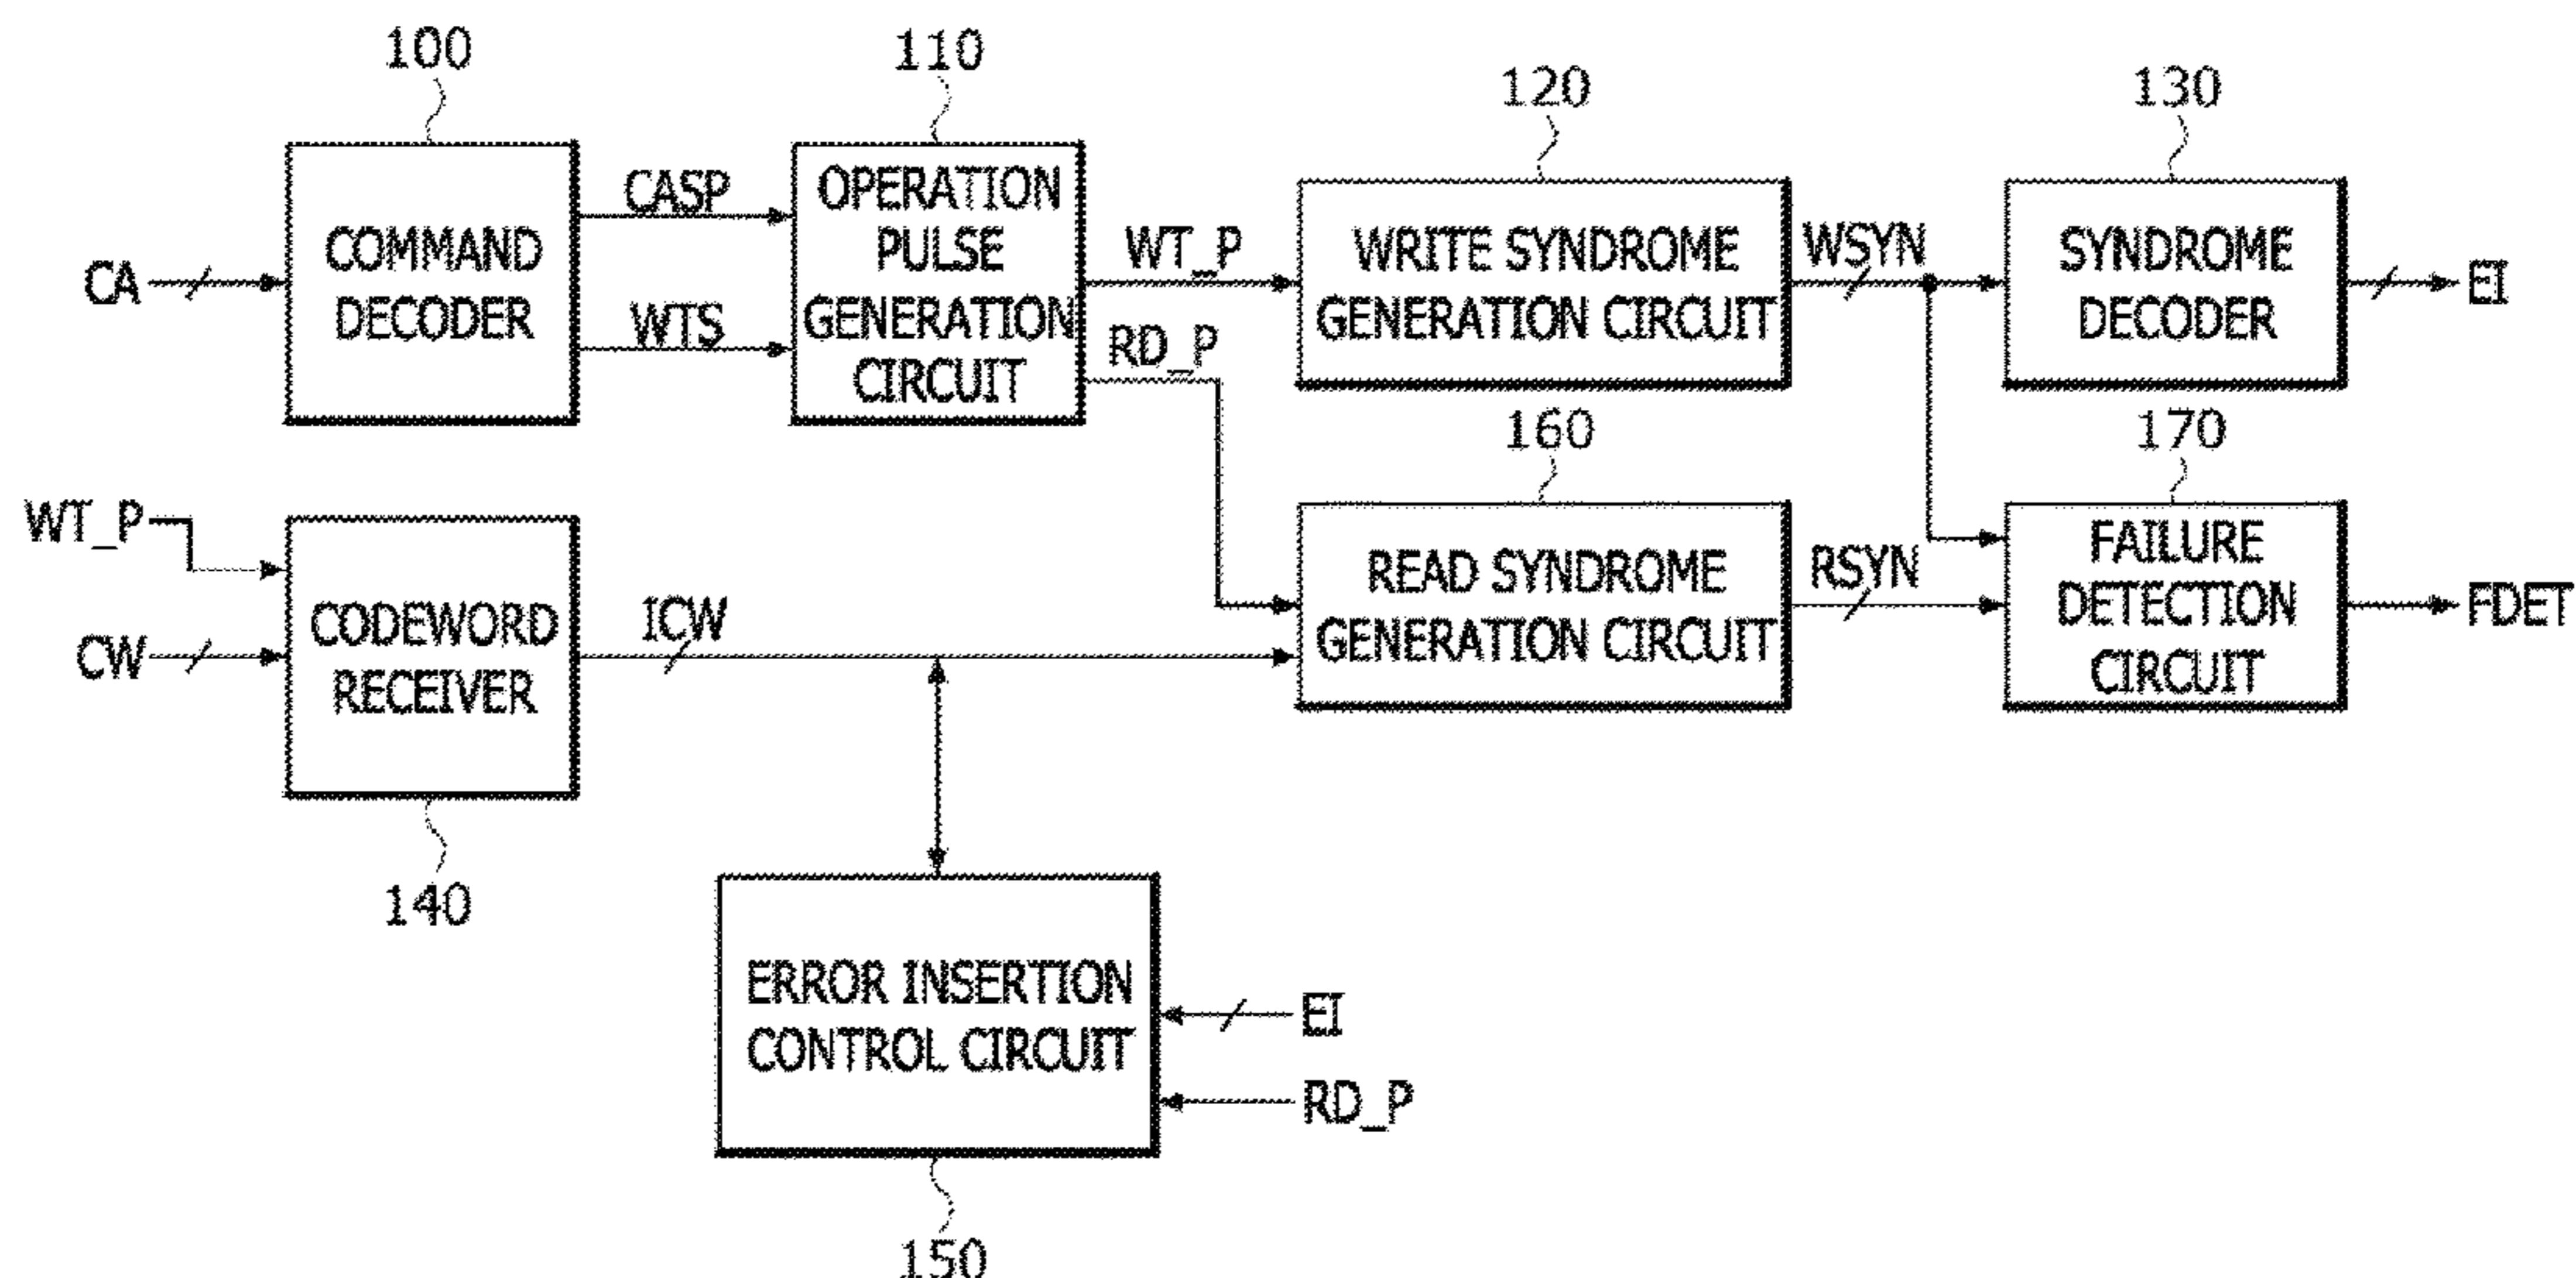 100
110
120
130
CA
COMMAND
DECODER
CASP
WTS
OPERATION
PULSE
GENERATION
CIRCUIT
WT_P
RD_P
WRITE SYNDROME
GENERATION CIRCUIT
WSYN
SYNDROME
DECODER
EI
160
170
WT_P
CW
CODEWORD
RECEIVER
ICW
READ SYNDROME
GENERATION CIRCUIT
RSYN
FAILURE
DETECTION
CIRCUIT
FDET
140
ERROR INSERTION
CONTROL CIRCUIT
EI
RD_P
150